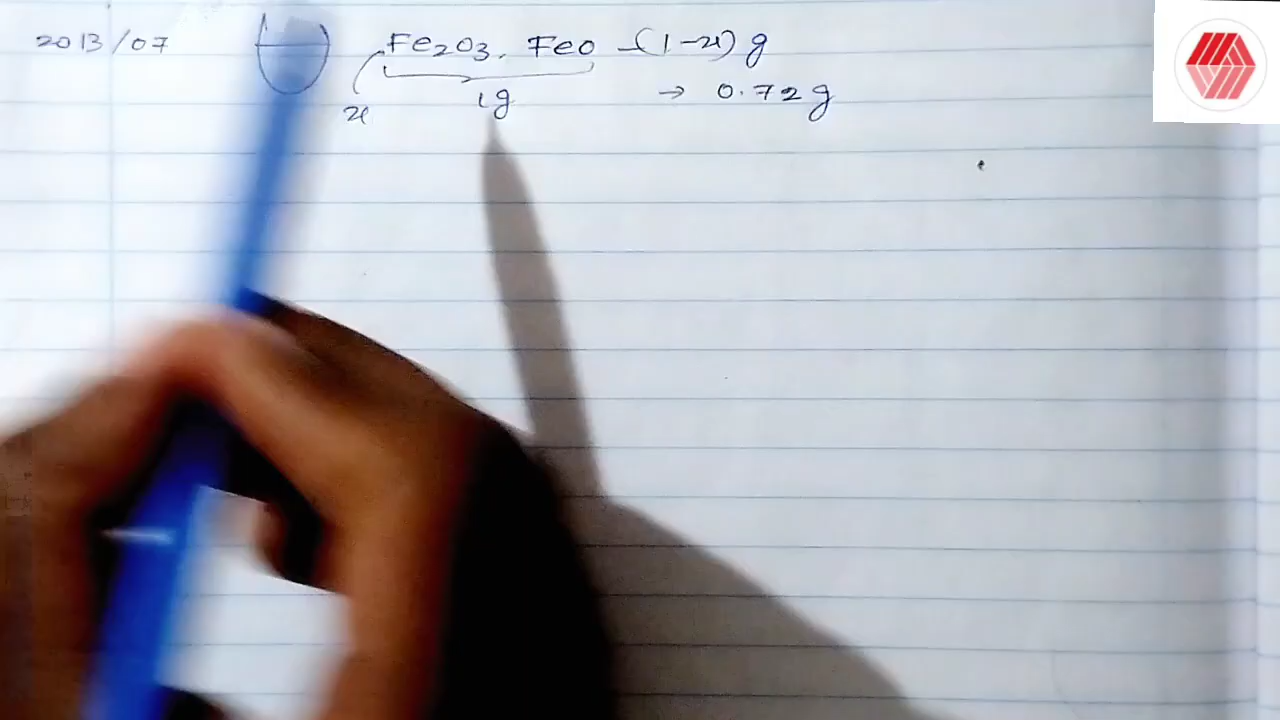 2013/07 Fe2O3. FeO - (1-x) g
x 1g → 0.72g